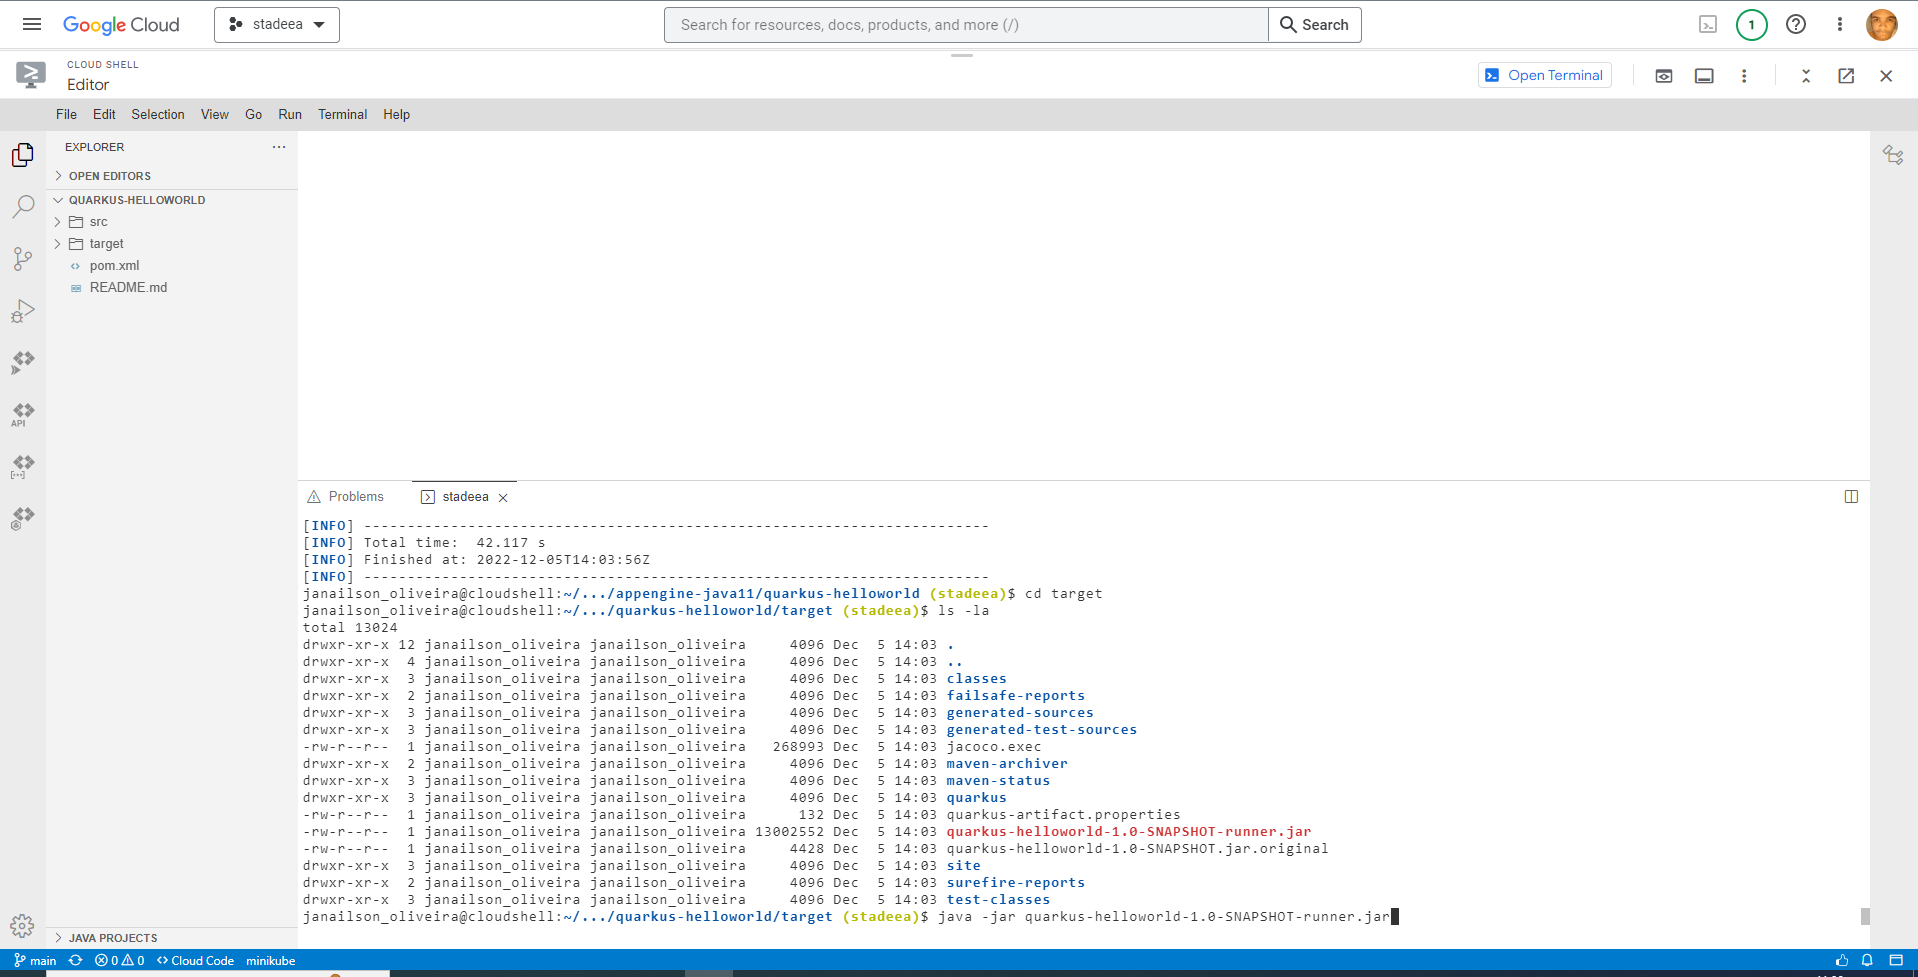 Google Cloud
stadeea
Search for resources, docs, products, and more (/)
Search
1
CLOUD SHELL
Editor
Open Terminal
File Edit Selection View Go Run Terminal Help
EXPLORER
OPEN EDITORS
QUARKUS-HELLOWORLD
src
target
pom.xml
README.md
API
Problems
stadeea
[INFO] ------------------------------------------------------------------------
[INFO] Total time:  42.117 s
[INFO] Finished at: 2022-12-05T14:03:56Z
[INFO] ------------------------------------------------------------------------
janailson_oliveira@cloudshell:~/.../appengine-java11/quarkus-helloworld (stadeea)$ cd target
janailson_oliveira@cloudshell:~/.../quarkus-helloworld/target (stadeea)$ ls -la
total 13024
drwxr-xr-x 12 janailson_oliveira janailson_oliveira     4096 Dec  5 14:03 .
drwxr-xr-x  4 janailson_oliveira janailson_oliveira     4096 Dec  5 14:03 ..
drwxr-xr-x  3 janailson_oliveira janailson_oliveira     4096 Dec  5 14:03 classes
drwxr-xr-x  2 janailson_oliveira janailson_oliveira     4096 Dec  5 14:03 failsafe-reports
drwxr-xr-x  3 janailson_oliveira janailson_oliveira     4096 Dec  5 14:03 generated-sources
drwxr-xr-x  3 janailson_oliveira janailson_oliveira     4096 Dec  5 14:03 generated-test-sources
-rw-r--r--  1 janailson_oliveira janailson_oliveira   268993 Dec  5 14:03 jacoco.exec
drwxr-xr-x  2 janailson_oliveira janailson_oliveira     4096 Dec  5 14:03 maven-archiver
drwxr-xr-x  3 janailson_oliveira janailson_oliveira     4096 Dec  5 14:03 maven-status
drwxr-xr-x  3 janailson_oliveira janailson_oliveira     4096 Dec  5 14:03 quarkus
-rw-r--r--  1 janailson_oliveira janailson_oliveira      132 Dec  5 14:03 quarkus-artifact.properties
-rw-r--r--  1 janailson_oliveira janailson_oliveira 13002552 Dec  5 14:03 quarkus-helloworld-1.0-SNAPSHOT-runner.jar
-rw-r--r--  1 janailson_oliveira janailson_oliveira     4428 Dec  5 14:03 quarkus-helloworld-1.0-SNAPSHOT.jar.original
drwxr-xr-x  3 janailson_oliveira janailson_oliveira     4096 Dec  5 14:03 site
drwxr-xr-x  2 janailson_oliveira janailson_oliveira     4096 Dec  5 14:03 surefire-reports
drwxr-xr-x  3 janailson_oliveira janailson_oliveira     4096 Dec  5 14:03 test-classes
janailson_oliveira@cloudshell:~/.../quarkus-helloworld/target (stadeea)$ java -jar quarkus-helloworld-1.0-SNAPSHOT-runner.jar
JAVA PROJECTS
main 0 0 Cloud Code minikube